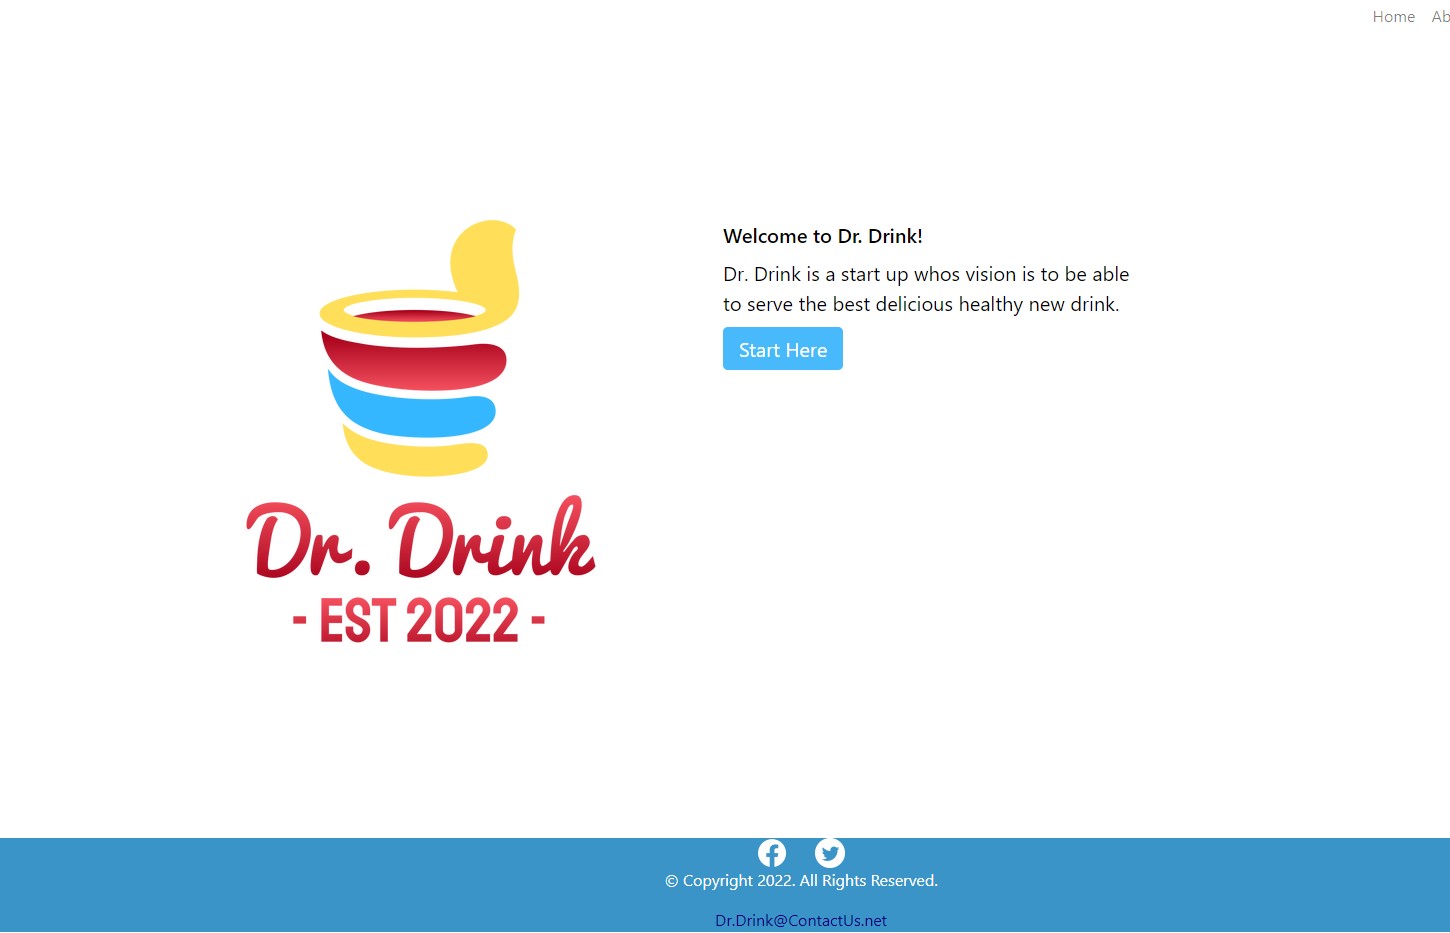 Home Ab
Welcome to Dr. Drink!
Dr. Drink is a start up whos vision is to be able
to serve the best delicious healthy new drink.
Start Here
Dr. Drink
- EST 2022 -
© Copyright 2022. All Rights Reserved.
Dr.Drink@ContactUs.net